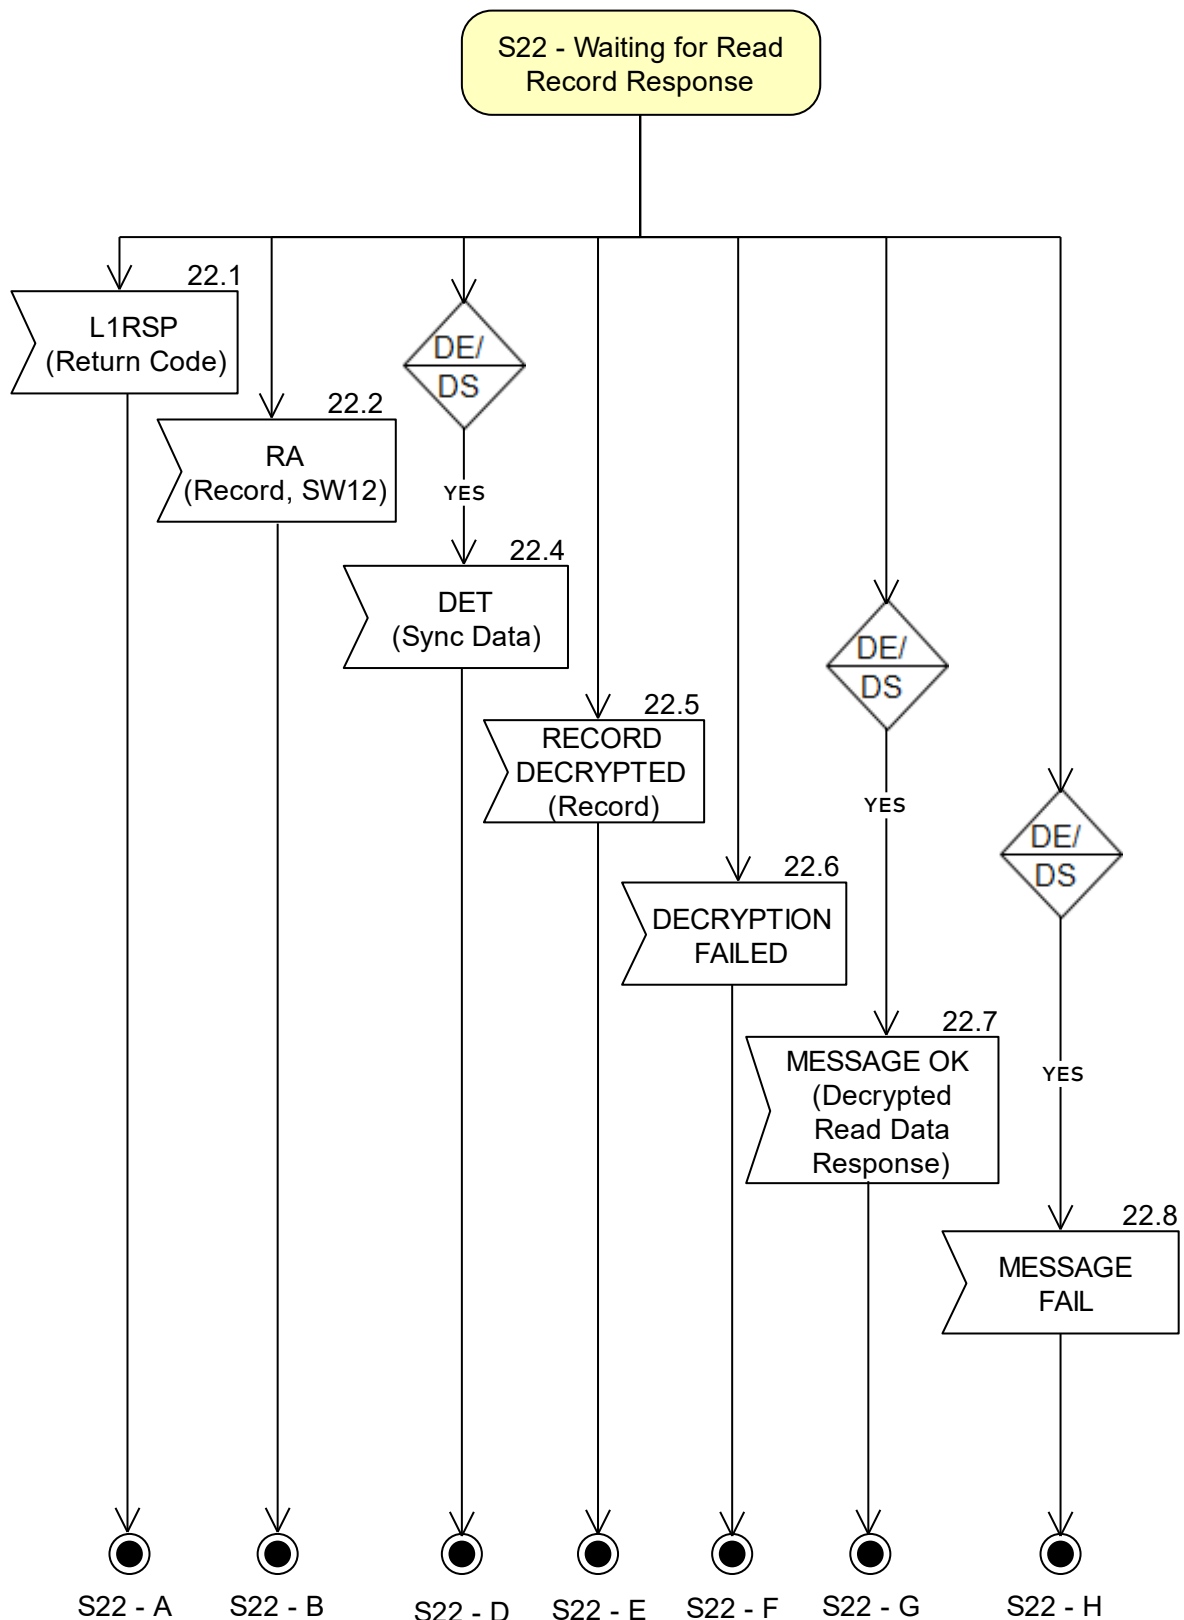 S22 - Waiting for Read
Record Response
22.1
L1RSP
(Return Code)
22.2
RA
(Record, SW12)
DE/
DS
YES
22.4
DET
(Sync Data)
22.5
RECORD
DECRYPTED
(Record)
22.6
DECRYPTION
FAILED
DE/
DS
YES
22.7
MESSAGE OK
(Decrypted
Read Data
Response)
DE/
DS
YES
22.8
MESSAGE
FAIL
S22 - A
S22 - B
S22 - D
S22 - E
S22 - F
S22 - G
S22 - H